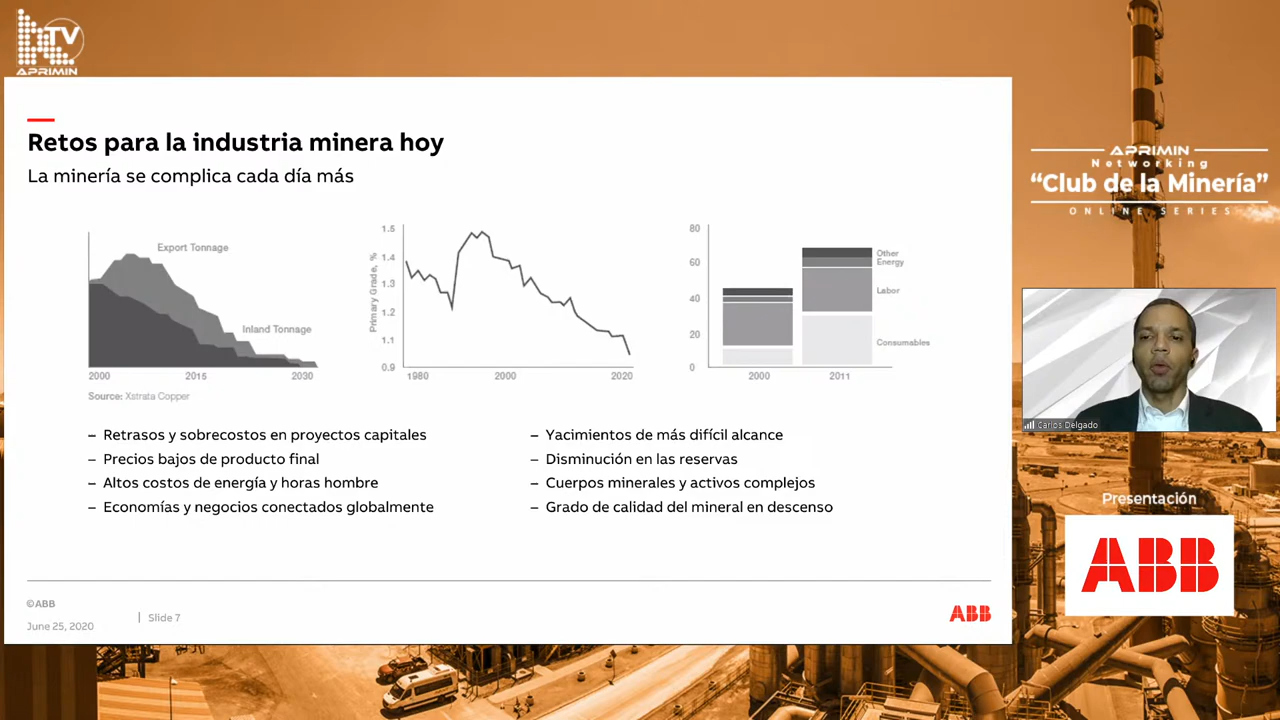 TV
APRIMIN
Retos para la industria minera hoy
La minería se complica cada día más
Export Tonnage
Inland Tonnage
2000 2015 2030
Source: Xstrata Copper
Primary Grade, %
1.5
1.4
1.3
1.2
1.1
0.9
1980 2000 2020
80
60
40
20
0
Other
Energy
Labor
Consumables
2000 2011
– Retrasos y sobrecostos en proyectos capitales
– Precios bajos de producto final
– Altos costos de energía y horas hombre
– Economías y negocios conectados globalmente
– Yacimientos de más difícil alcance
– Disminución en las reservas
– Cuerpos minerales y activos complejos
– Grado de calidad del mineral en descenso
©ABB
June 25, 2020
Slide 7
ABB
APRIMIN
Networking
“Club de la Minería”
ONLINE SERIES
Carlos Delgado
Presentación
ABB